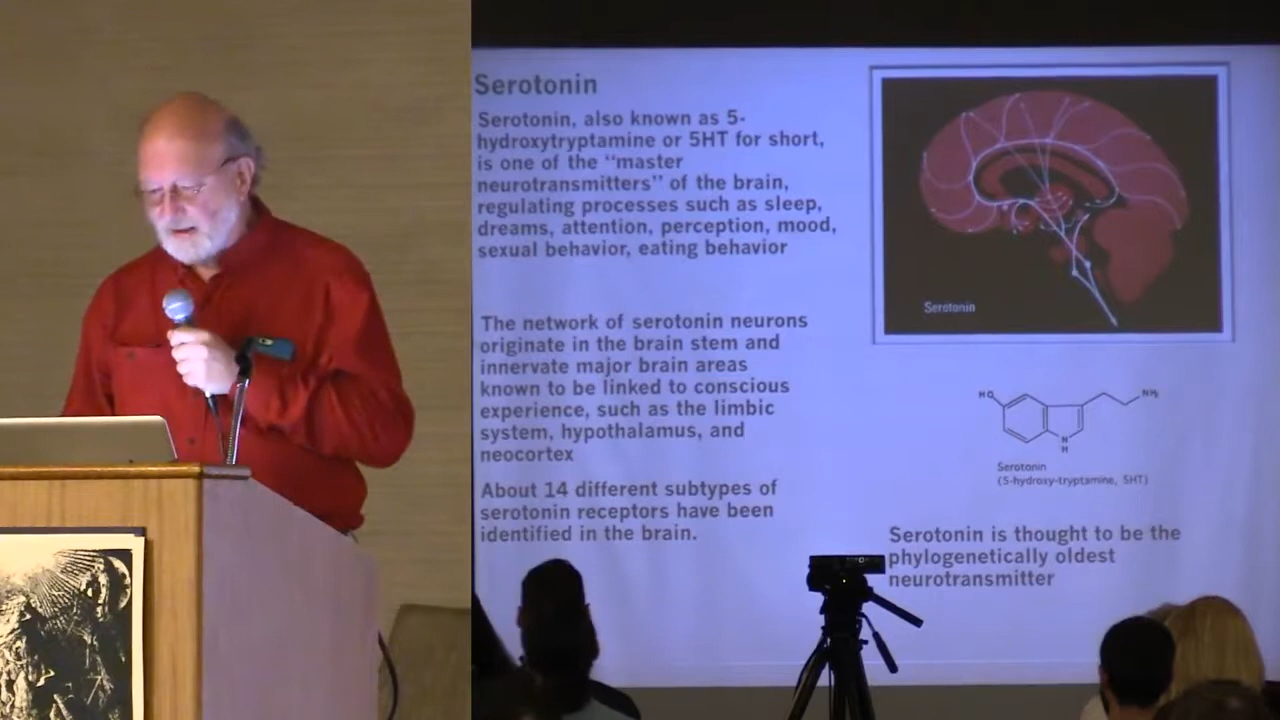 Serotonin
Serotonin, also known as 5-
hydroxytryptamine or 5HT for short,
is one of the "master
neurotransmitters" of the brain,
regulating processes such as sleep,
dreams, attention, perception, mood,
sexual behavior, eating behavior
The network of serotonin neurons
originate in the brain stem and
innervate major brain areas
known to be linked to conscious
experience, such as the limbic
system, hypothalamus, and
neocortex
About 14 different subtypes of
serotonin receptors have been
identified in the brain.
Serotonin
HO
NH₂
N
H
Serotonin
(5-hydroxy-tryptamine, 5HT)
Serotonin is thought to be the
phylogenetically oldest
neurotransmitter